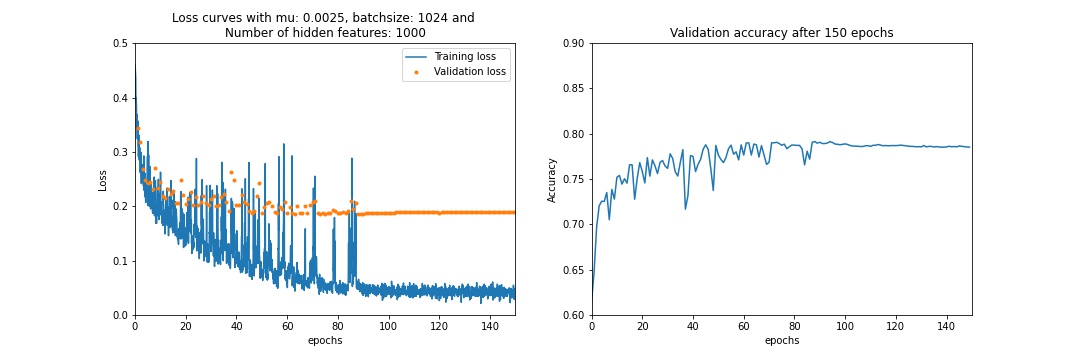 Loss curves with mu: 0.0025, batchsize: 1024 and
Number of hidden features: 1000
Loss
0.5
0.4
0.3
0.2
0.1
0.0
0 20 40 60 80 100 120 140
epochs
Training loss
Validation loss
Validation accuracy after 150 epochs
Accuracy
0.90
0.85
0.80
0.75
0.70
0.65
0.60
0 20 40 60 80 100 120 140
epochs